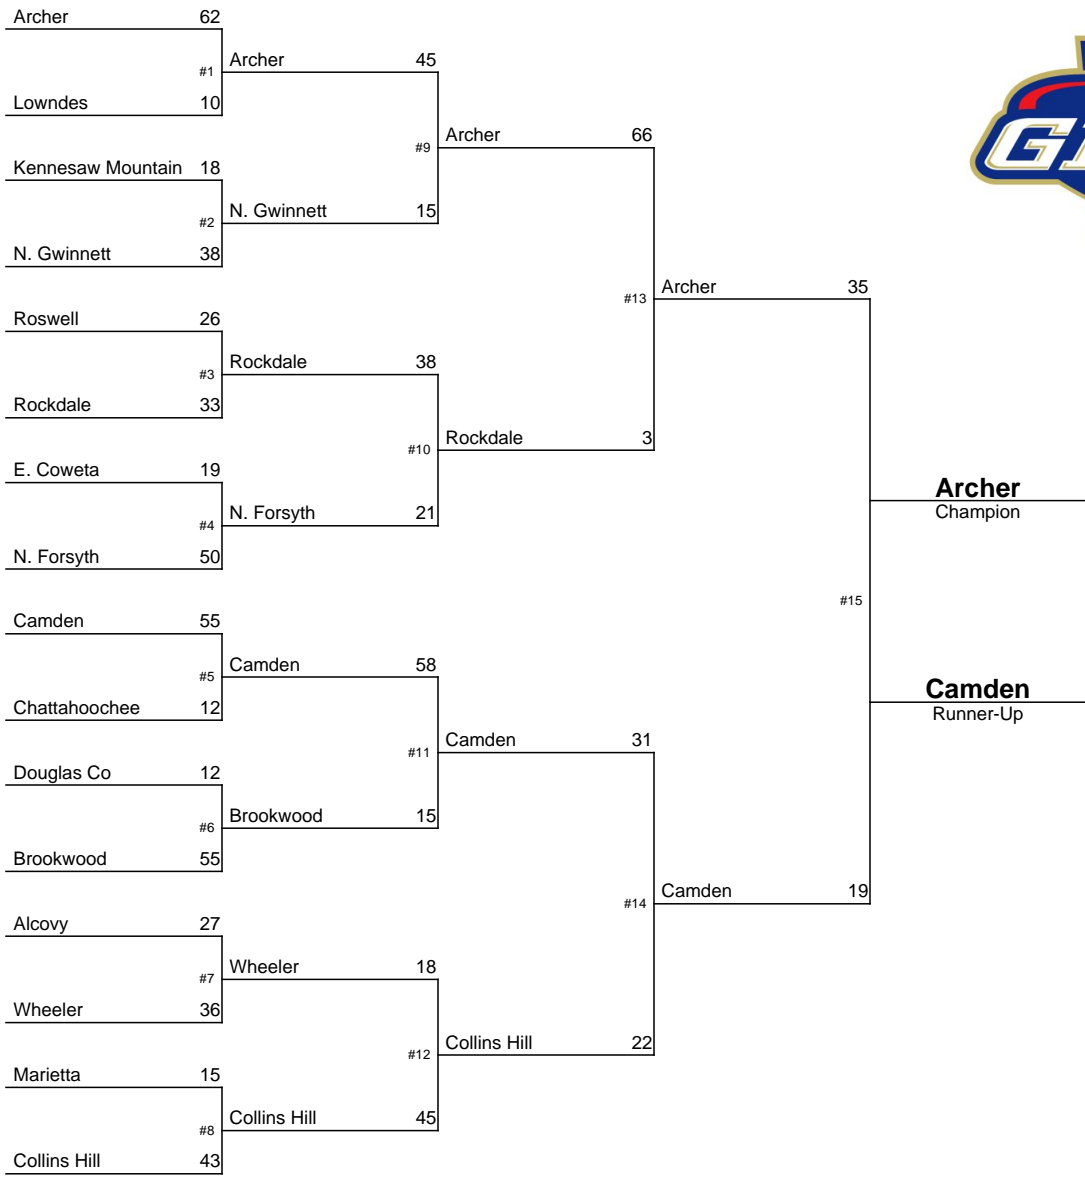 Archer 62
#1
Lowndes 10
Kennesaw Mountain 18
#2
N. Gwinnett 38
Roswell 26
#3
Rockdale 33
E. Coweta 19
#4
N. Forsyth 50
Camden 55
#5
Chattahoochee 12
Douglas Co 12
#6
Brookwood 55
Alcovy 27
#7
Wheeler 36
Marietta 15
#8
Collins Hill 43
Archer 45
#9
N. Gwinnett 15
Rockdale 38
#10
N. Forsyth 21
Camden 58
#11
Brookwood 15
Wheeler 18
#12
Collins Hill 45
Archer 66
#13
Rockdale 3
Camden 31
#14
Collins Hill 22
Archer 35
#15
Camden 19
Archer
Champion
Camden
Runner-Up